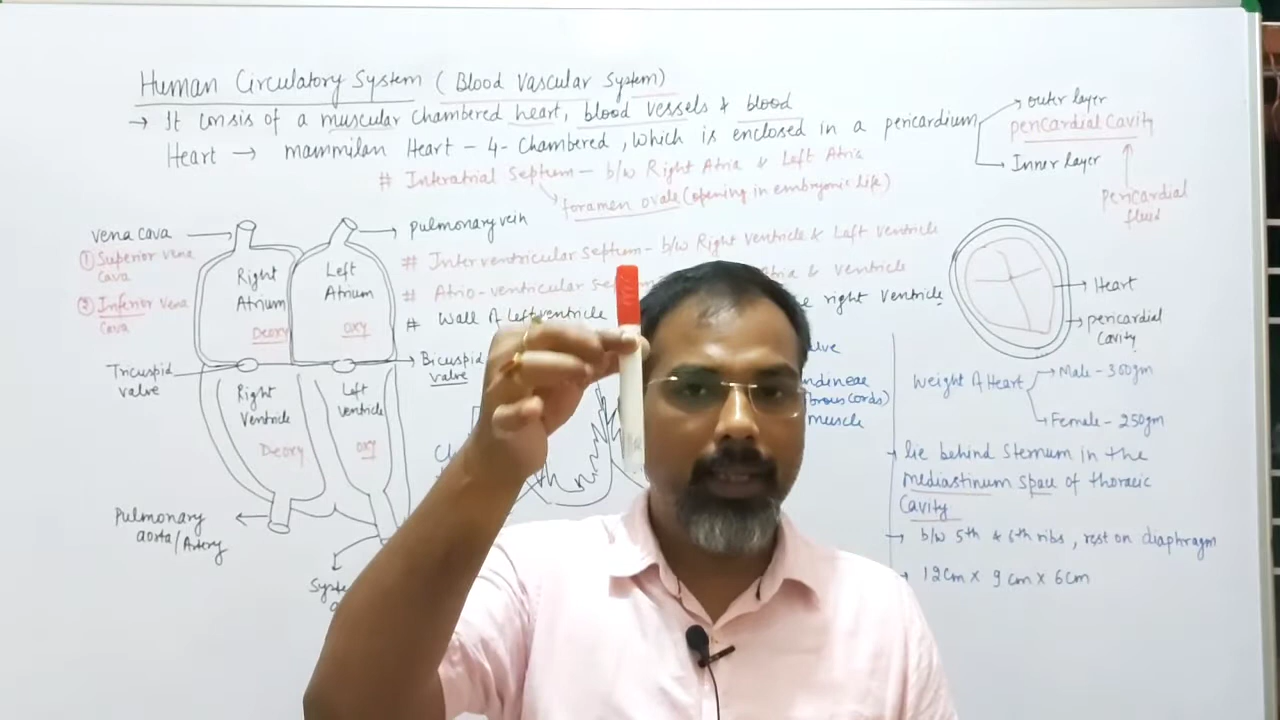 Human Circulatory System ( Blood Vascular System)
→ It consis of a muscular chambered heart, blood vessels & blood
Heart → mammilan Heart - 4- Chambered , which is enclosed in a pericardium
outer layer
pericardial Cavity
Inner layer
pericardial
fluid
# Interatrial Septum - b/w Right Atria & Left Atria
foramen ovale (opening in embryonic life)
# Interventricular Septum - b/w Right Ventricle & Left Ventricle
# Atrio-ventricular atria & ventricle
# Wall of Left ventricle right ventricle
vena cava
① Superior vena
cava
② Inferior vena
Cava
pulmonary vein
Right
Atrium
Deoxy
Left
Atrium
oxy
Tricuspid
valve
Bicuspid
valve
Right
Ventricle
Deoxy
Left
Ventricle
oxy
Pulmonary
aorta/Artery
muscle
Heart
pericardial
Cavity
Weight of Heart
Male - 300gm
Female - 250gm
→ lie behind Sternum in the
mediastinum space of thoracic
Cavity
→ b/w 5th & 6th ribs , rest on diaphragm
→ 12cm x 9 cm x 6cm